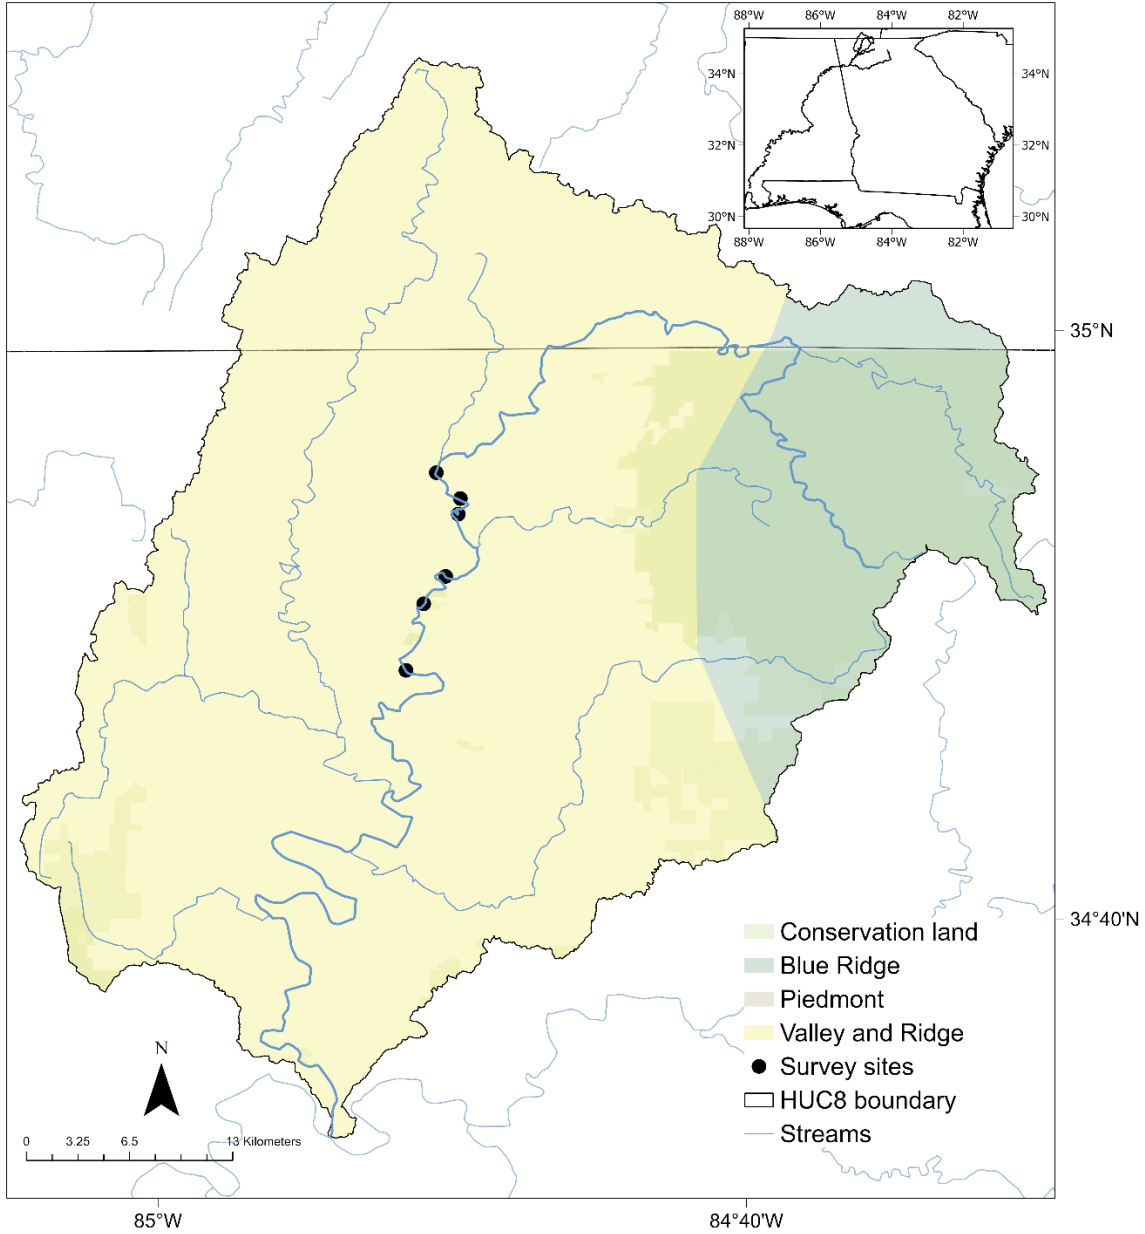 88°W 86°W 84°W 82°W
34°N 34°N
32°N 32°N
30°N 30°N
88°W 86°W 84°W 82°W
35°N
34°40'N
Conservation land
Blue Ridge
Piedmont
Valley and Ridge
Survey sites
HUC8 boundary
Streams
N
0 3.25 6.5 13 Kilometers
85°W 84°40'W